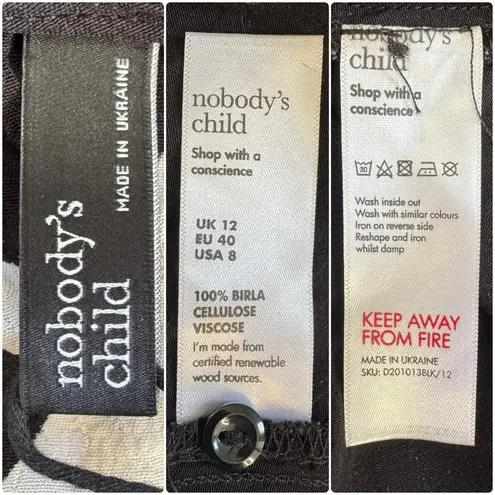 nobody's
child
MADE IN UKRAINE
nobody's
child
Shop with a
conscience
UK 12
EU 40
USA 8
100% BIRLA
CELLULOSE
VISCOSE
I'm made from
certified renewable
wood sources.
nobody's
child
Shop with a
conscience
30
Wash inside out
Wash with similar colours
Iron on reverse side
Reshape and iron
whilst damp
KEEP AWAY
FROM FIRE
MADE IN UKRAINE
SKU: D201013BLK/12